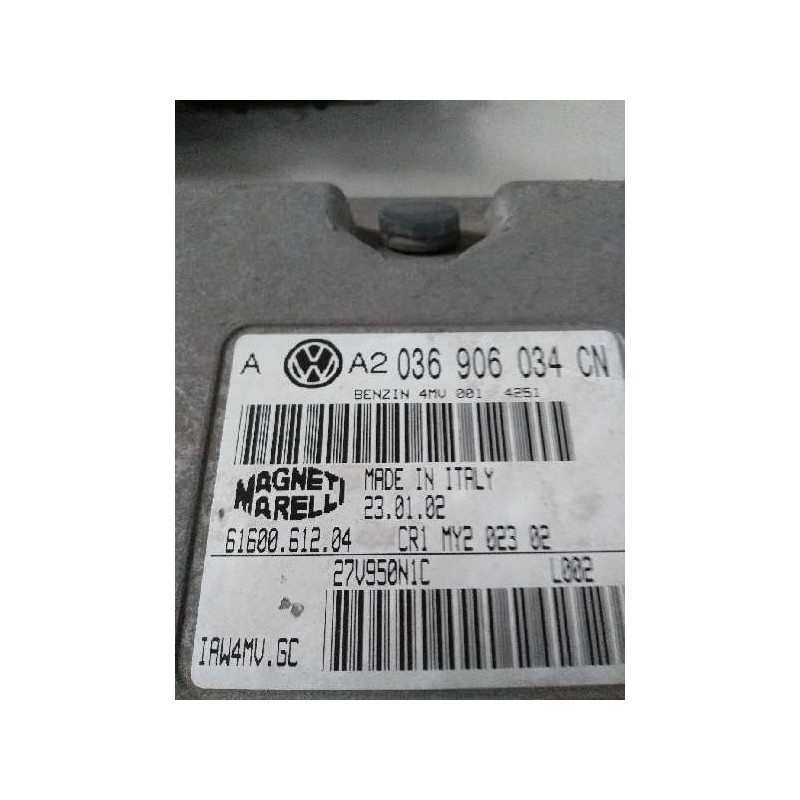 A VW A2 036 906 034 CN
BENZIN 4MV 001 4251
MAGNETI MARELLI
MADE IN ITALY
23.01.02
61600.612.04 CR1 MY2 023 02
27V950N1C L002
IAW4MV.GC